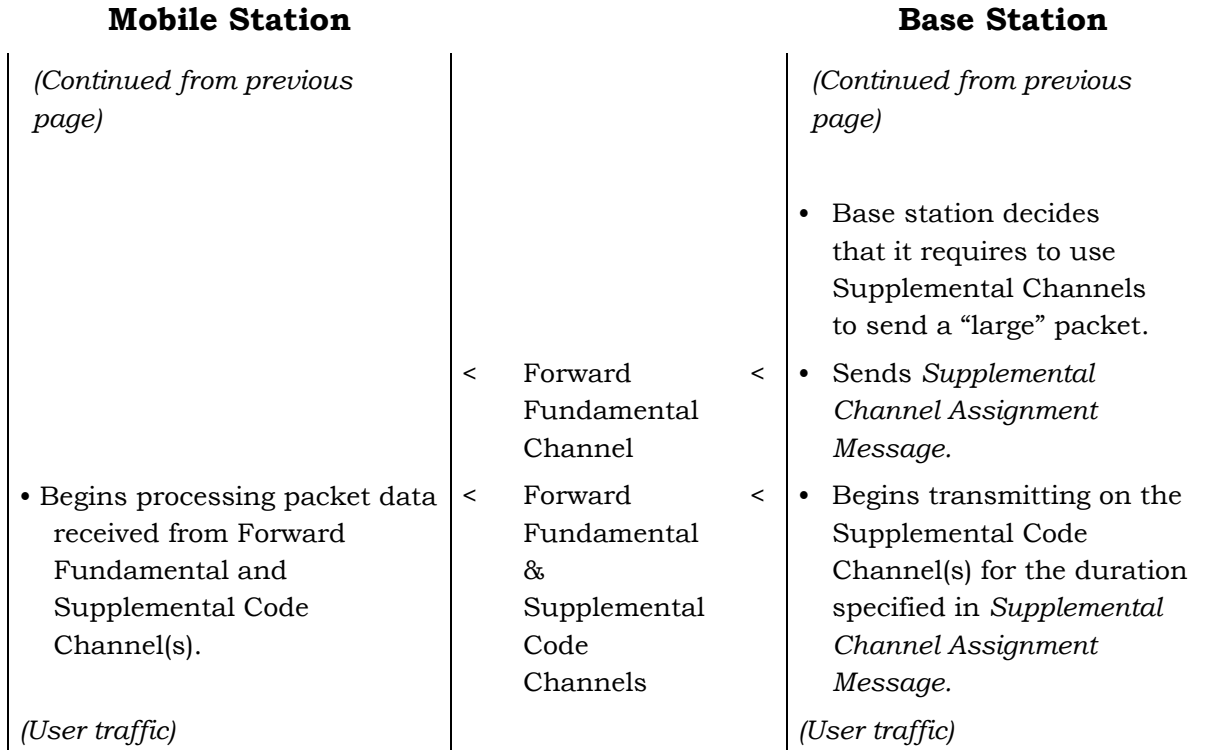 Mobile Station
Base Station
(Continued from previous
page)
(Continued from previous
page)
• Base station decides
that it requires to use
Supplemental Channels
to send a “large” packet.
< Forward <
Fundamental
Channel
• Sends Supplemental
Channel Assignment
Message.
• Begins processing packet data
received from Forward
Fundamental and
Supplemental Code
Channel(s).
< Forward <
Fundamental
&
Supplemental
Code
Channels
• Begins transmitting on the
Supplemental Code
Channel(s) for the duration
specified in Supplemental
Channel Assignment
Message.
(User traffic)
(User traffic)